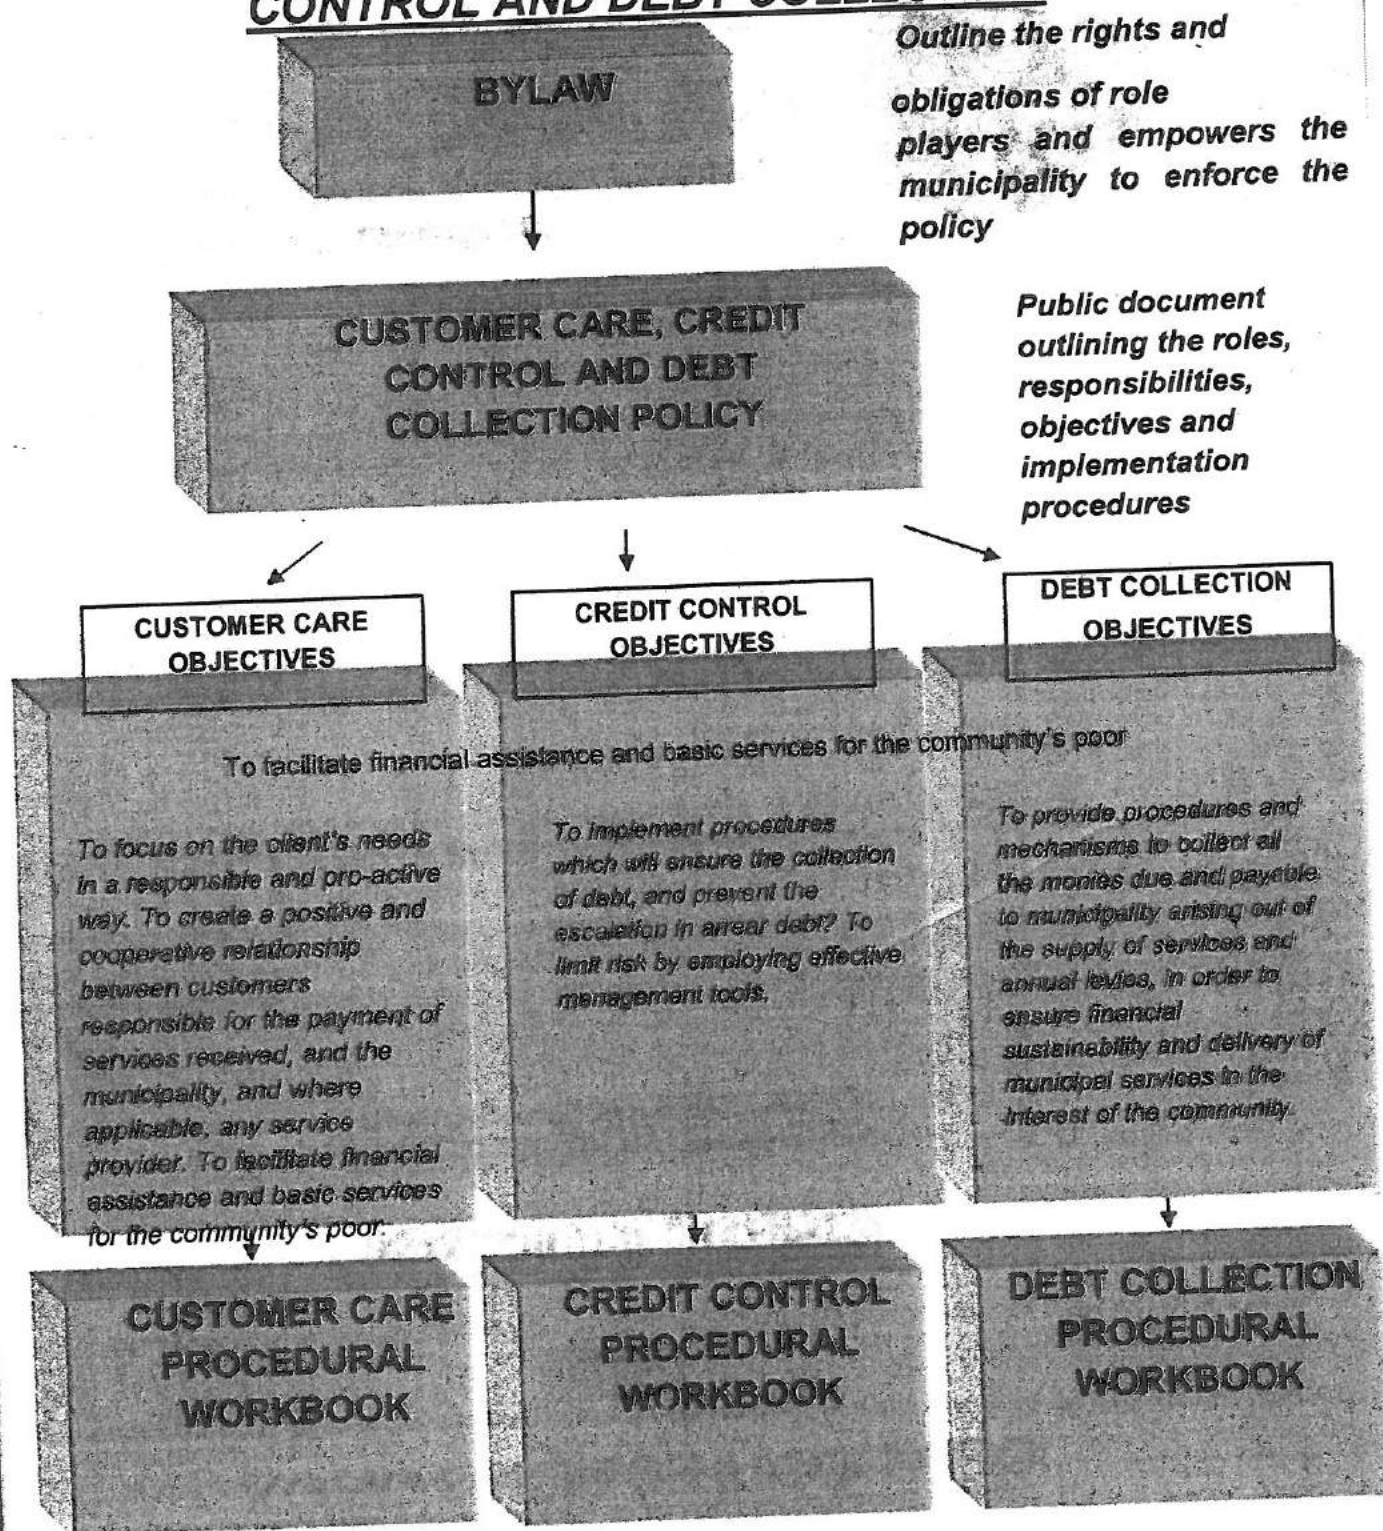 CONTROL AND DEBT
BYLAW
Outline the rights and
obligations of role
players and empowers the
municipality to enforce the
policy
CUSTOMER CARE, CREDIT
CONTROL AND DEBT
COLLECTION POLICY
Public document
outlining the roles,
responsibilities,
objectives and
implementation
procedures
CUSTOMER CARE
OBJECTIVES
CREDIT CONTROL
OBJECTIVES
DEBT COLLECTION
OBJECTIVES
To facilitate financial assistance and basic services for the community's poor
To focus on the client's needs
in a responsible and pro-active
way. To create a positive and
cooperative relationship
between customers
responsible for the payment of
services received, and the
municipality, and where
applicable, any service
provider. To facilitate financial
assistance and basic services
for the community's poor.
To implement procedures
which will ensure the collection
of debt, and prevent the
escalation in arrear debt? To
limit risk by employing effective
management tools.
To provide procedures and
mechanisms to collect all
the monies due and payable
to municipality arising out of
the supply of services and
annual levies, in order to
ensure financial
sustainability and delivery of
municipal services in the
interest of the community.
CUSTOMER CARE
PROCEDURAL
WORKBOOK
CREDIT CONTROL
PROCEDURAL
WORKBOOK
DEBT COLLECTION
PROCEDURAL
WORKBOOK